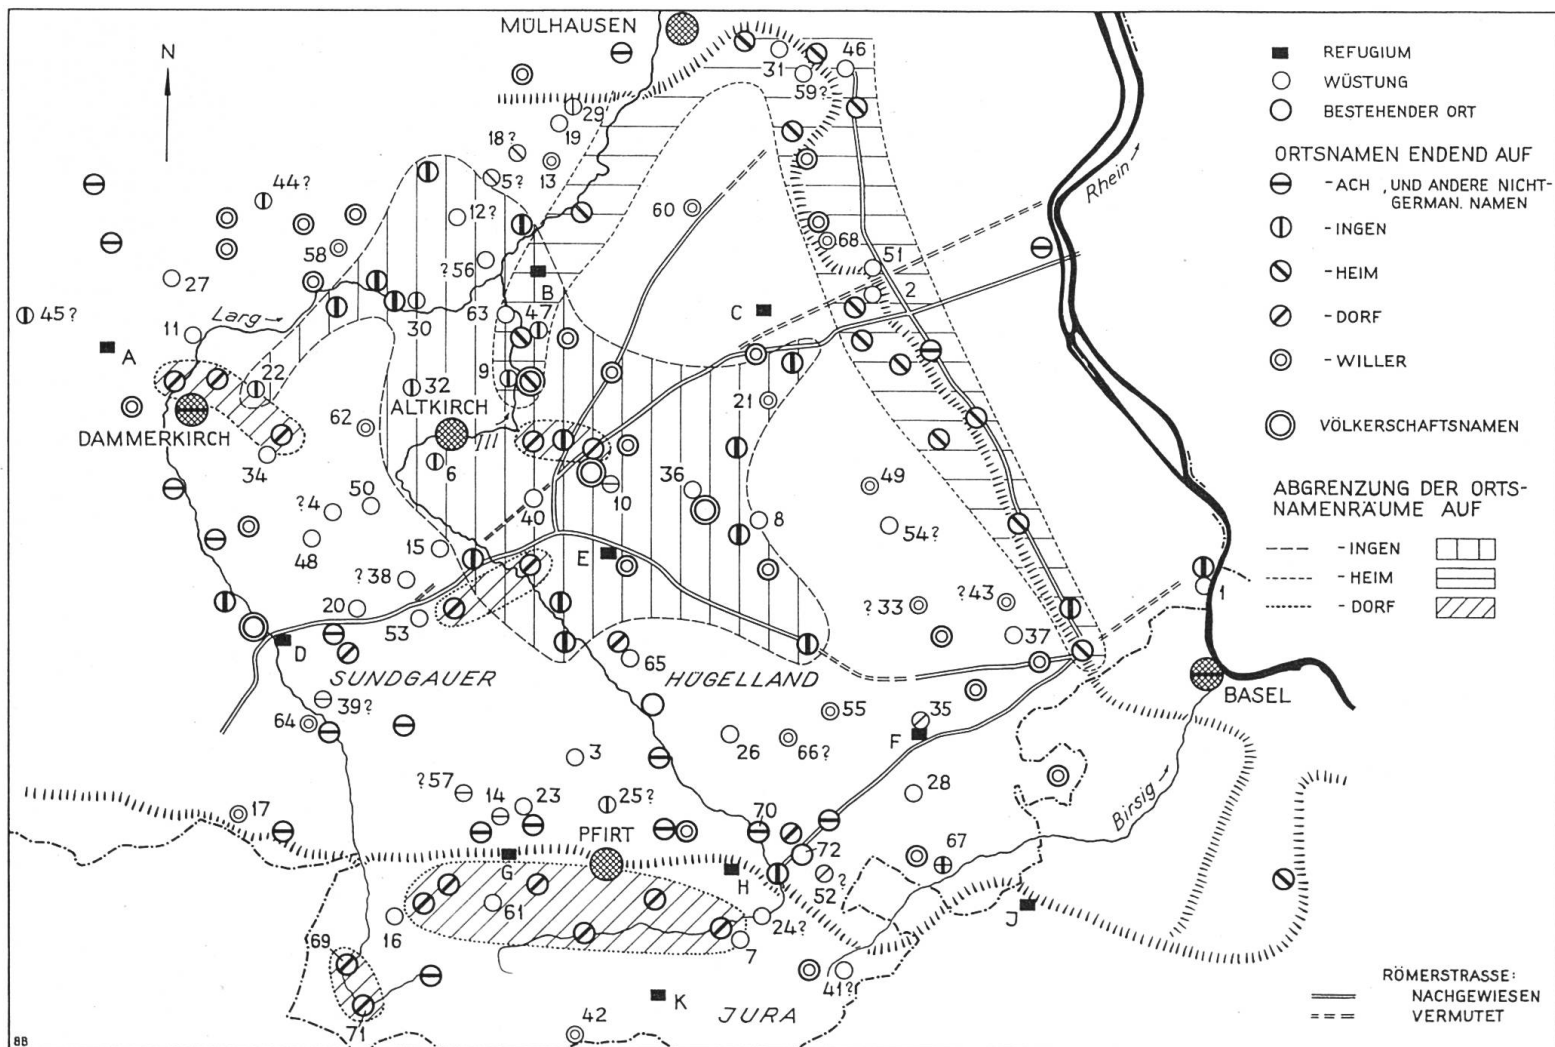 MÜLHAUSEN
N
31
46
59?
29
19
18?
13
5?
44?
12?
60
58
?56
68
51
27
B
2
45?
Larg→
30
63
47
C
11
A
22
32
9
ALTKIRCH
21
DAMMERKIRCH
62
34
6
36
49
10
?4
50
40
8
54?
48
15
E
?38
?33
?43
1
20
53
37
D
65
SUNDGAUER
HÜGELLAND
BASEL
39?
64
55
35
26
66?
F
3
?57
28
14
23
25?
70
17
PFIRT
72
67
Birsig→
G
H
52?
61
16
24?
J
69
7
41?
K
JURA
71
42
8B
Rhein→
REFUGIUM
WÜSTUNG
BESTEHENDER ORT
ORTSNAMEN ENDEND AUF
-ACH , UND ANDERE NICHT-
GERMAN. NAMEN
-INGEN
-HEIM
-DORF
-WILLER
VÖLKERSCHAFTSNAMEN
ABGRENZUNG DER ORTS-
NAMENRÄUME AUF
-INGEN
-HEIM
-DORF
RÖMERSTRASSE:
NACHGEWIESEN
VERMUTET